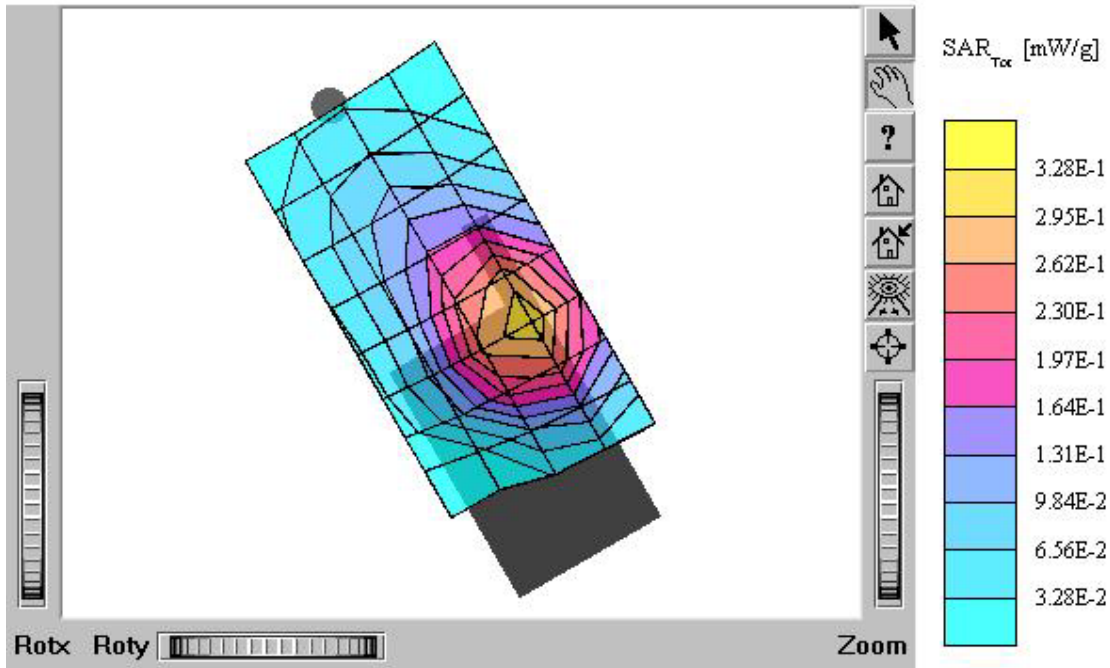 SAR_Tot [mW/g]
?
3.28E-1
2.95E-1
2.62E-1
2.30E-1
1.97E-1
1.64E-1
1.31E-1
9.84E-2
6.56E-2
3.28E-2
Rotx Roty Zoom